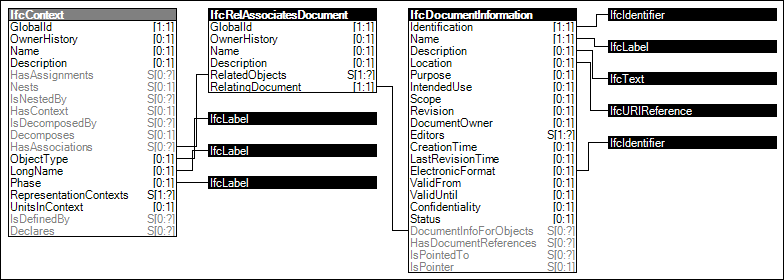 IfcContext
GlobalId [1:1]
OwnerHistory [0:1]
Name [0:1]
Description [0:1]
HasAssignments S[0:?]
Nests S[0:1]
IsNestedBy S[0:?]
HasContext S[0:1]
IsDecomposedBy S[0:?]
Decomposes S[0:1]
HasAssociations S[0:?]
ObjectType [0:1]
LongName [0:1]
Phase [0:1]
RepresentationContexts S[1:?]
UnitsInContext [0:1]
IsDefinedBy S[0:?]
Declares S[0:?]
IfcRelAssociatesDocument
GlobalId [1:1]
OwnerHistory [0:1]
Name [0:1]
Description [0:1]
RelatedObjects S[1:?]
RelatingDocument [1:1]
IfcLabel
IfcLabel
IfcLabel
IfcDocumentInformation
Identification [1:1]
Name [1:1]
Description [0:1]
Location [0:1]
Purpose [0:1]
IntendedUse [0:1]
Scope [0:1]
Revision [0:1]
DocumentOwner [0:1]
Editors S[1:?]
CreationTime [0:1]
LastRevisionTime [0:1]
ElectronicFormat [0:1]
ValidFrom [0:1]
ValidUntil [0:1]
Confidentiality [0:1]
Status [0:1]
DocumentInfoForObjects S[0:?]
HasDocumentReferences S[0:?]
IsPointedTo S[0:?]
IsPointer S[0:1]
IfcIdentifier
IfcLabel
IfcText
IfcURIReference
IfcIdentifier